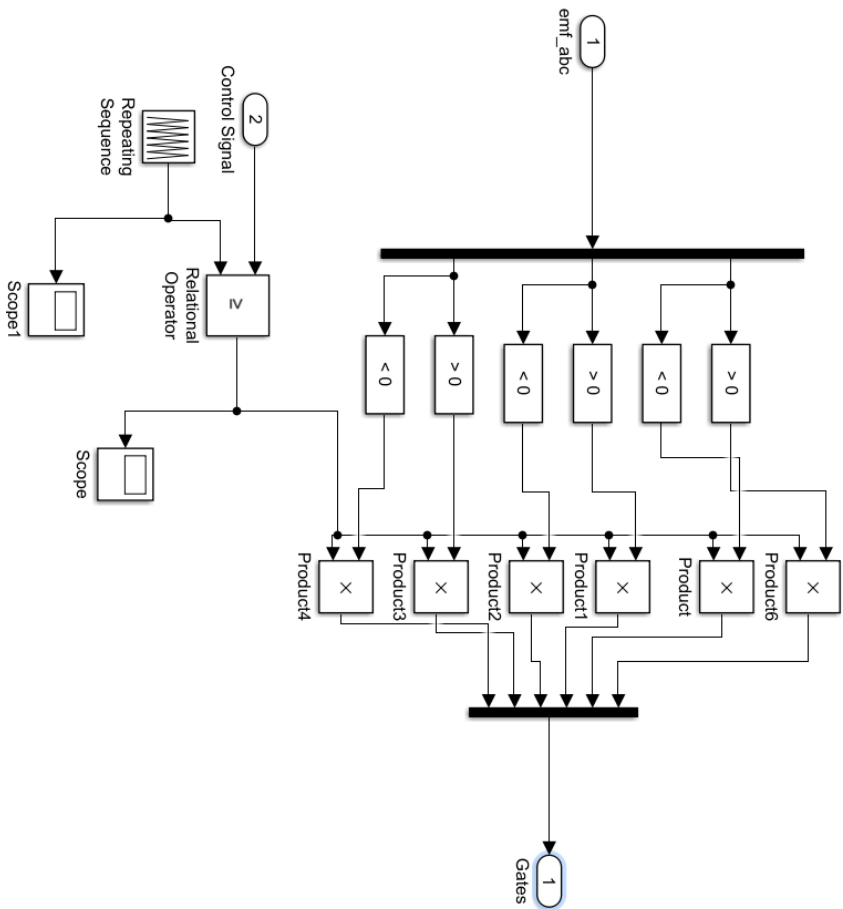 ×
Product6
> 0
×
Product
< 0
×
1
> 0
Product1
emf_abc
1
×
< 0
Gates
Product2
> 0
×
Product3
< 0
×
Product4
2
≥
Control Signal
Relational
Operator
Repeating
Sequence
Scope
Scope1